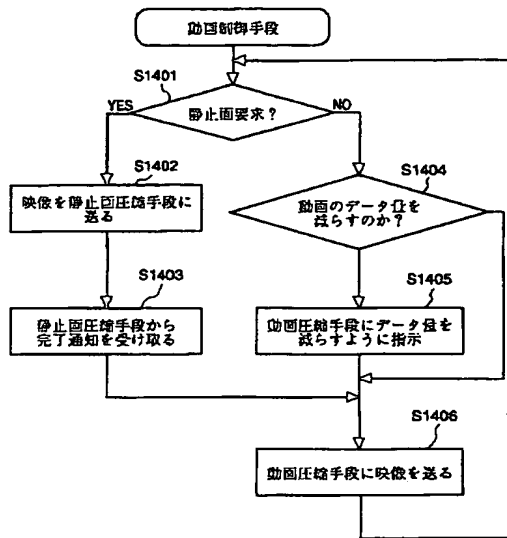 動画制御手段
S1401
YES
静止画要求?
NO
S1402
映像を静止画圧縮手段に
送る
S1404
動画のデータ量を
減らすのか?
S1403
静止画圧縮手段から
完了通知を受け取る
S1405
動画圧縮手段にデータ量を
減らすように指示
S1406
動画圧縮手段に映像を送る